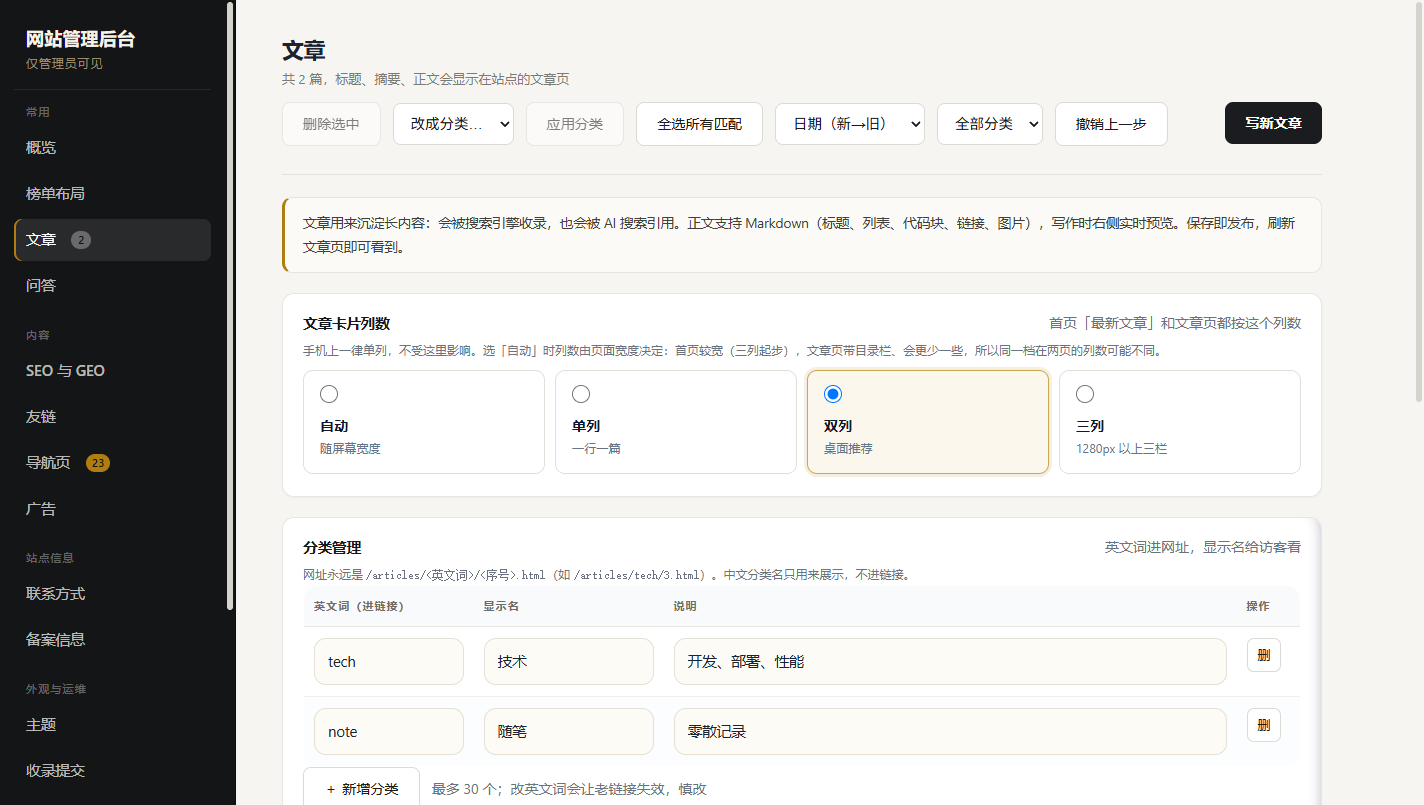 网站管理后台
仅管理员可见
常用
概览
榜单布局
文章 2
问答
内容
SEO 与 GEO
友链
导航页 23
广告
站点信息
联系方式
备案信息
外观与运维
主题
收录提交
文章
共 2 篇，标题、摘要、正文会显示在站点的文章页
删除选中 改成分类... 应用分类 全选所有匹配 日期（新→旧） 全部分类 撤销上一步 写新文章
文章用来沉淀长内容：会被搜索引擎收录，也会被 AI 搜索引用。正文支持 Markdown（标题、列表、代码块、链接、图片），写作时右侧实时预览。保存即发布，刷新
文章页即可看到。
文章卡片列数 首页「最新文章」和文章页都按这个列数
手机上一律单列，不受这里影响。选「自动」时列数由页面宽度决定：首页较宽（三列起步），文章页带目录栏、会更少一些，所以同一档在两页的列数可能不同。
自动 单列 双列 三列
随屏幕宽度 一行一篇 桌面推荐 1280px 以上三栏
分类管理 英文词进网址，显示名给访客看
网址永远是 /articles/<英文词>/<序号>.html（如 /articles/tech/3.html）。中文分类名只用来展示，不进链接。
英文词（进链接） 显示名 说明 操作
tech 技术 开发、部署、性能 删
note 随笔 零散记录 删
+ 新增分类 最多 30 个；改英文词会让老链接失效，慎改